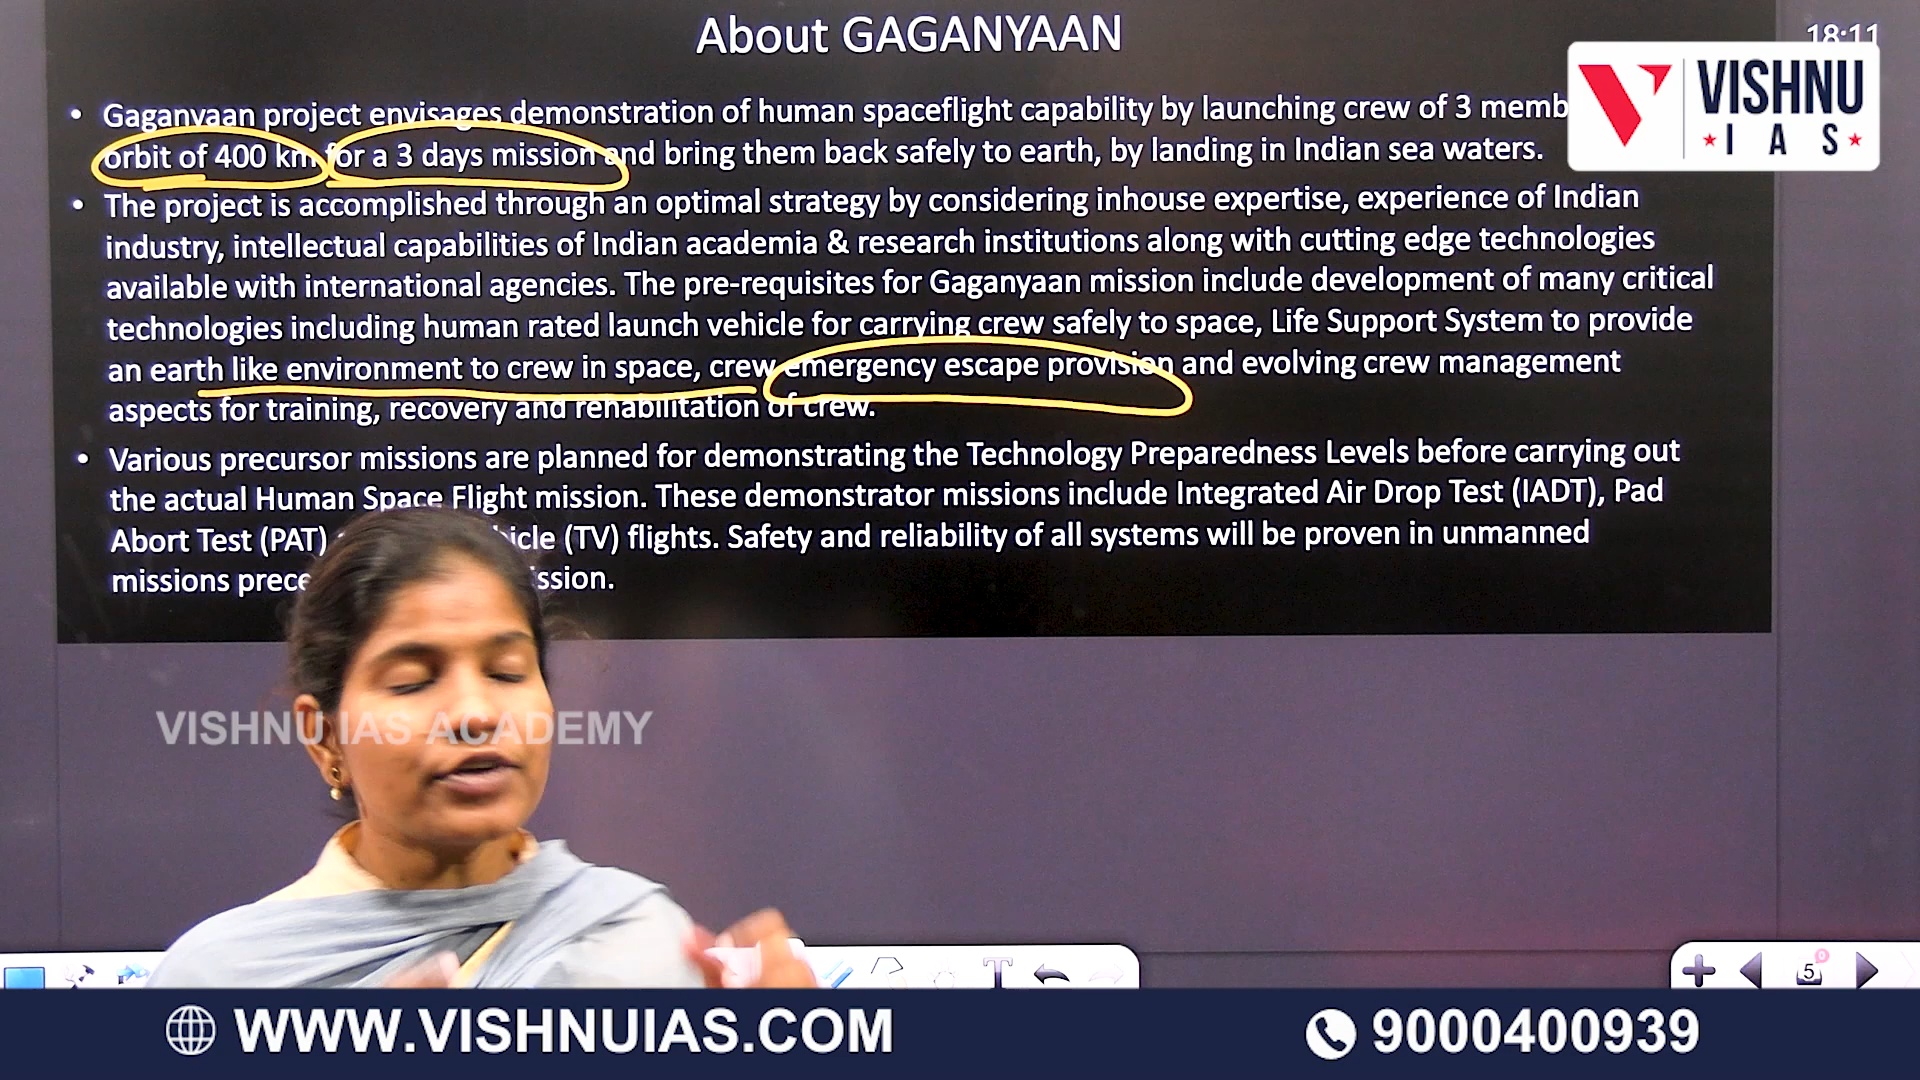 About GAGANYAAN
18:11
VISHNU
IAS
• Gaganyaan project envisages demonstration of human spaceflight capability by launching crew of 3
orbit of 400 km for a 3 days mission and bring them back safely to earth, by landing in Indian sea waters.
• The project is accomplished through an optimal strategy by considering inhouse expertise, experience of Indian
industry, intellectual capabilities of Indian academia & research institutions along with cutting edge technologies
available with international agencies. The pre-requisites for Gaganyaan mission include development of many critical
technologies including human rated launch vehicle for carrying crew safely to space, Life Support System to provide
an earth like environment to crew in space, crew emergency escape provision and evolving crew management
aspects for training, recovery and rehabilitation of crew.
• Various precursor missions are planned for demonstrating the Technology Preparedness Levels before carrying out
the actual Human Space Flight mission. These demonstrator missions include Integrated Air Drop Test (IADT), Pad
Abort Test (PAT) (TV) flights. Safety and reliability of all systems will be proven in unmanned
missions
VISHNU IAS ACADEMY
T
5
WWW.VISHNUIAS.COM
9000400939